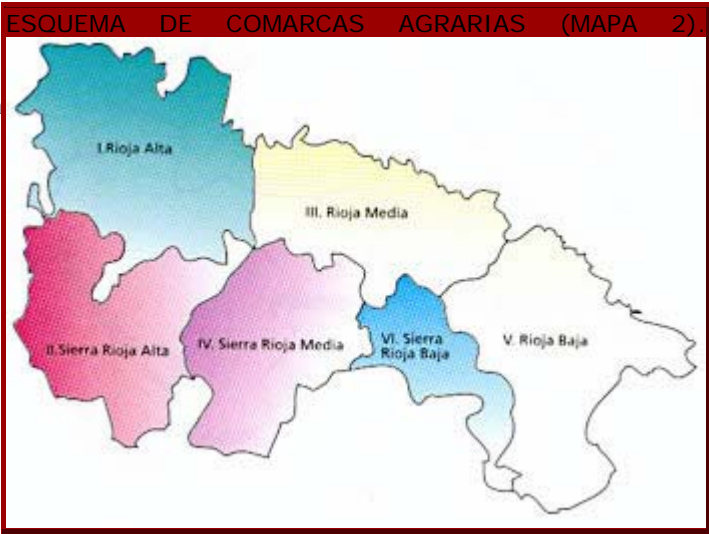 ESQUEMA DE COMARCAS AGRARIAS (MAPA 2).
I.Rioja Alta
III. Rioja Media
II.Sierra Rioja Alta
IV. Sierra Rioja Media
VI. Sierra
Rioja Baja
V. Rioja Baja